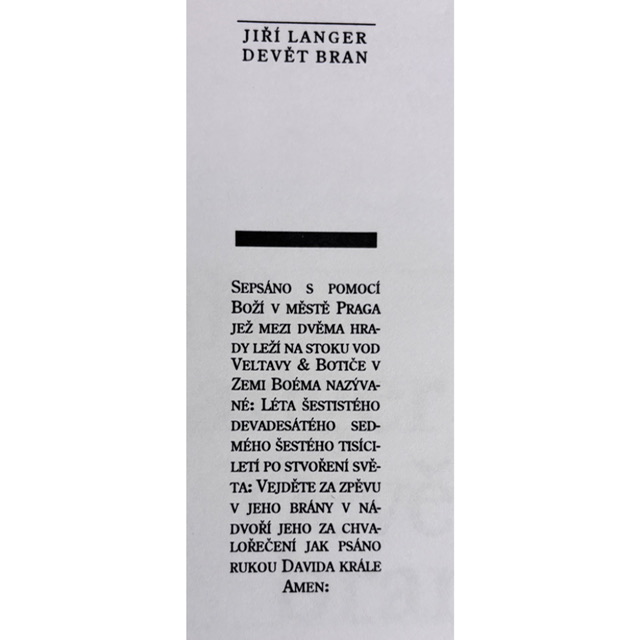 JIŘÍ LANGER
DEVĚT BRAN
SEPSÁNO S POMOCÍ
BOŽÍ V MĚSTĚ PRAGA
JEŽ MEZI DVĚMA HRA-
DY LEŽÍ NA STOKU VOD
VELTAVY & BOTIČE V
ZEMI BOÉMA NAZÝVA-
NÉ: LÉTA ŠESTISTÉHO
DEVADESÁTÉHO SED-
MÉHO ŠESTÉHO TISÍCI-
LETÍ PO STVOŘENÍ SVĚ-
TA: VEJDĚTE ZA ZPĚVU
V JEHO BRÁNY V NÁ-
DVOŘÍ JEHO ZA CHVA-
LOŘEČENÍ JAK PSÁNO
RUKOU DAVIDA KRÁLE
AMEN: